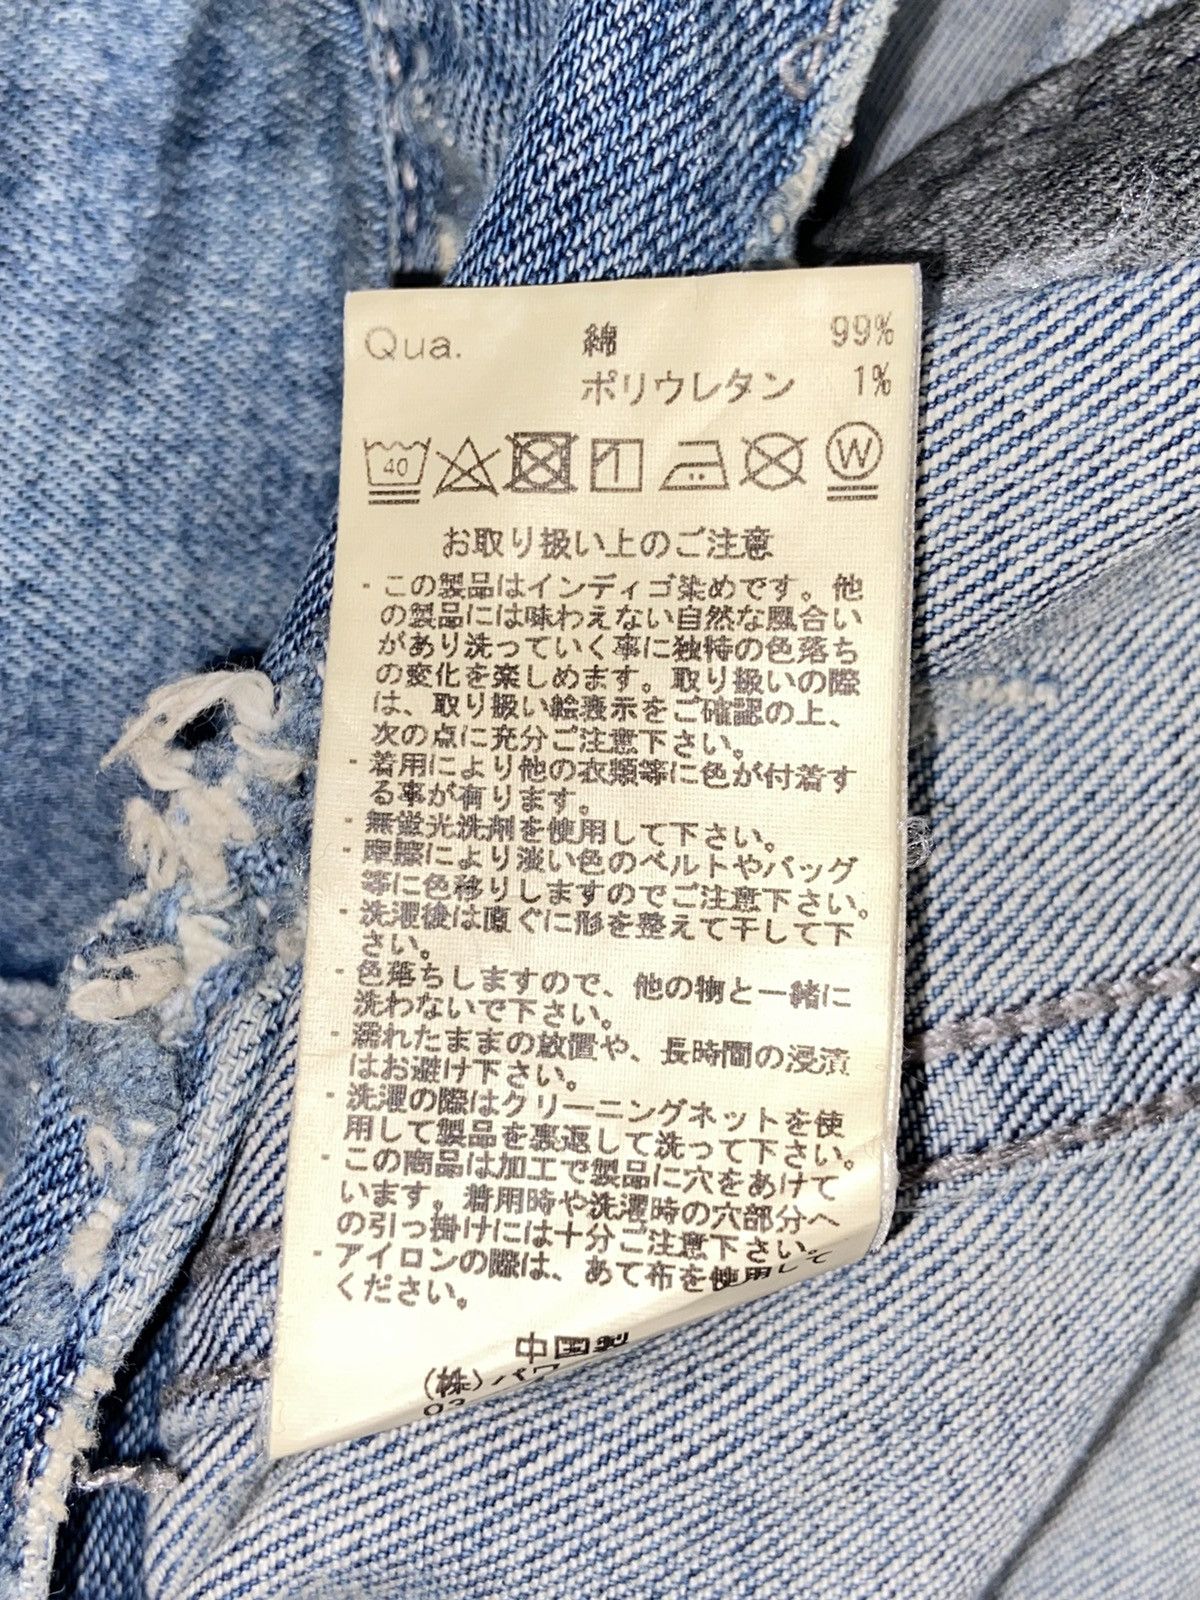 Qua. 綿 99%
ポリウレタン 1%
40 W
お取り扱い上のご注意
・この製品はインディゴ染めです。他
の製品には味わえない自然な風合い
があり洗っていく事に独特の色落ち
の変化を楽しめます。取り扱いの際
は、取り扱い絵表示をご確認の上、
次の点に充分ご注意下さい。
・着用により他の衣類等に色が付着す
る事が有ります。
・無蛍光洗剤を使用して下さい。
・摩擦により淡い色のベルトやバッグ
等に色移りしますのでご注意下さい。
・洗濯後は直ぐに形を整えて干して下
さい。
・色落ちしますので、他の物と一緒に
洗わないで下さい。
・濡れたままの放置や、長時間の浸漬
はお避け下さい。
・洗濯の際はクリーニングネットを使
用して製品を裏返して洗って下さい。
・この商品は加工で製品に穴をあけて
います。着用時や洗濯時の穴部分へ
の引っ掛けには十分ご注意下さい。
・アイロンの際は、あて布を使用して
ください。
中国製
(株)パ
03